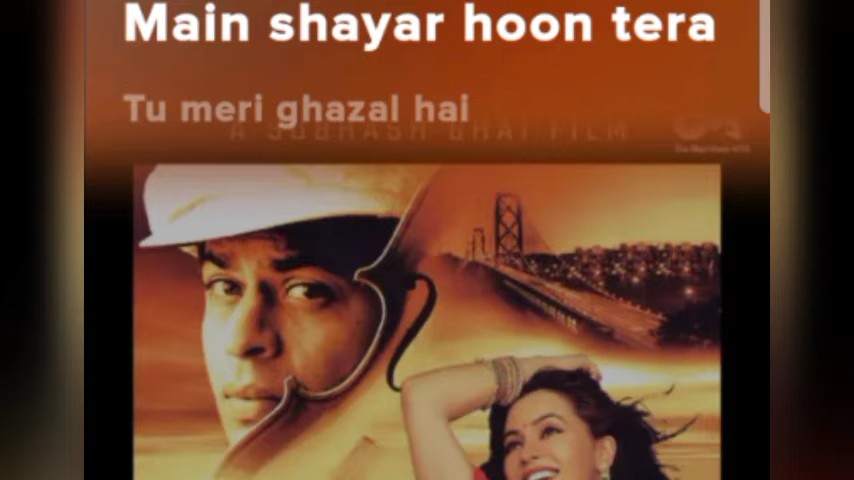 Main shayar hoon tera
Tu meri ghazal hai
A SUBHASH GHAI FILM